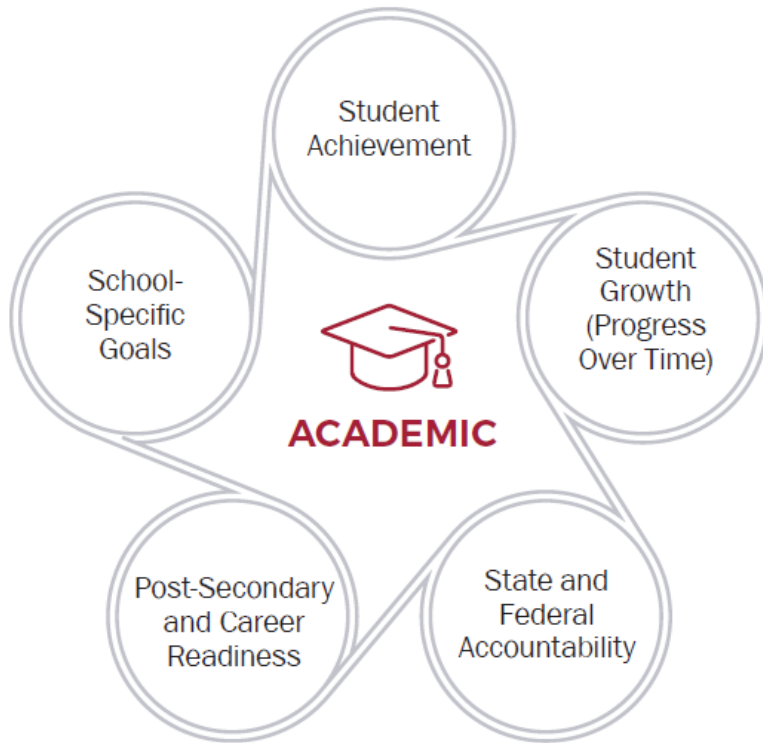 Student
Achievement
Student
Growth
(Progress
Over Time)
School-
Specific
Goals
ACADEMIC
Post-Secondary
and Career
Readiness
State and
Federal
Accountability